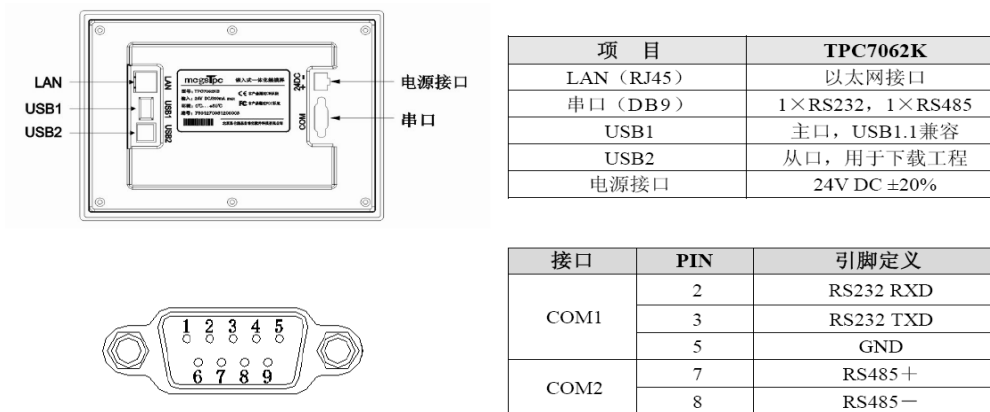 LAN
USB1
USB2
mcgsTpc 嵌入式一体化触摸屏
LAN
USB1 USB2
24DC
- +
COM
电源接口
串口
项 目 TPC7062K
LAN（RJ45） 以太网接口
串口（DB9） 1×RS232，1×RS485
USB1 主口，USB1.1兼容
USB2 从口，用于下载工程
电源接口 24V DC ±20%
1 2 3 4 5
6 7 8 9
接口 PIN 引脚定义
COM1 2 RS232 RXD
3 RS232 TXD
5 GND
COM2 7 RS485＋
8 RS485－